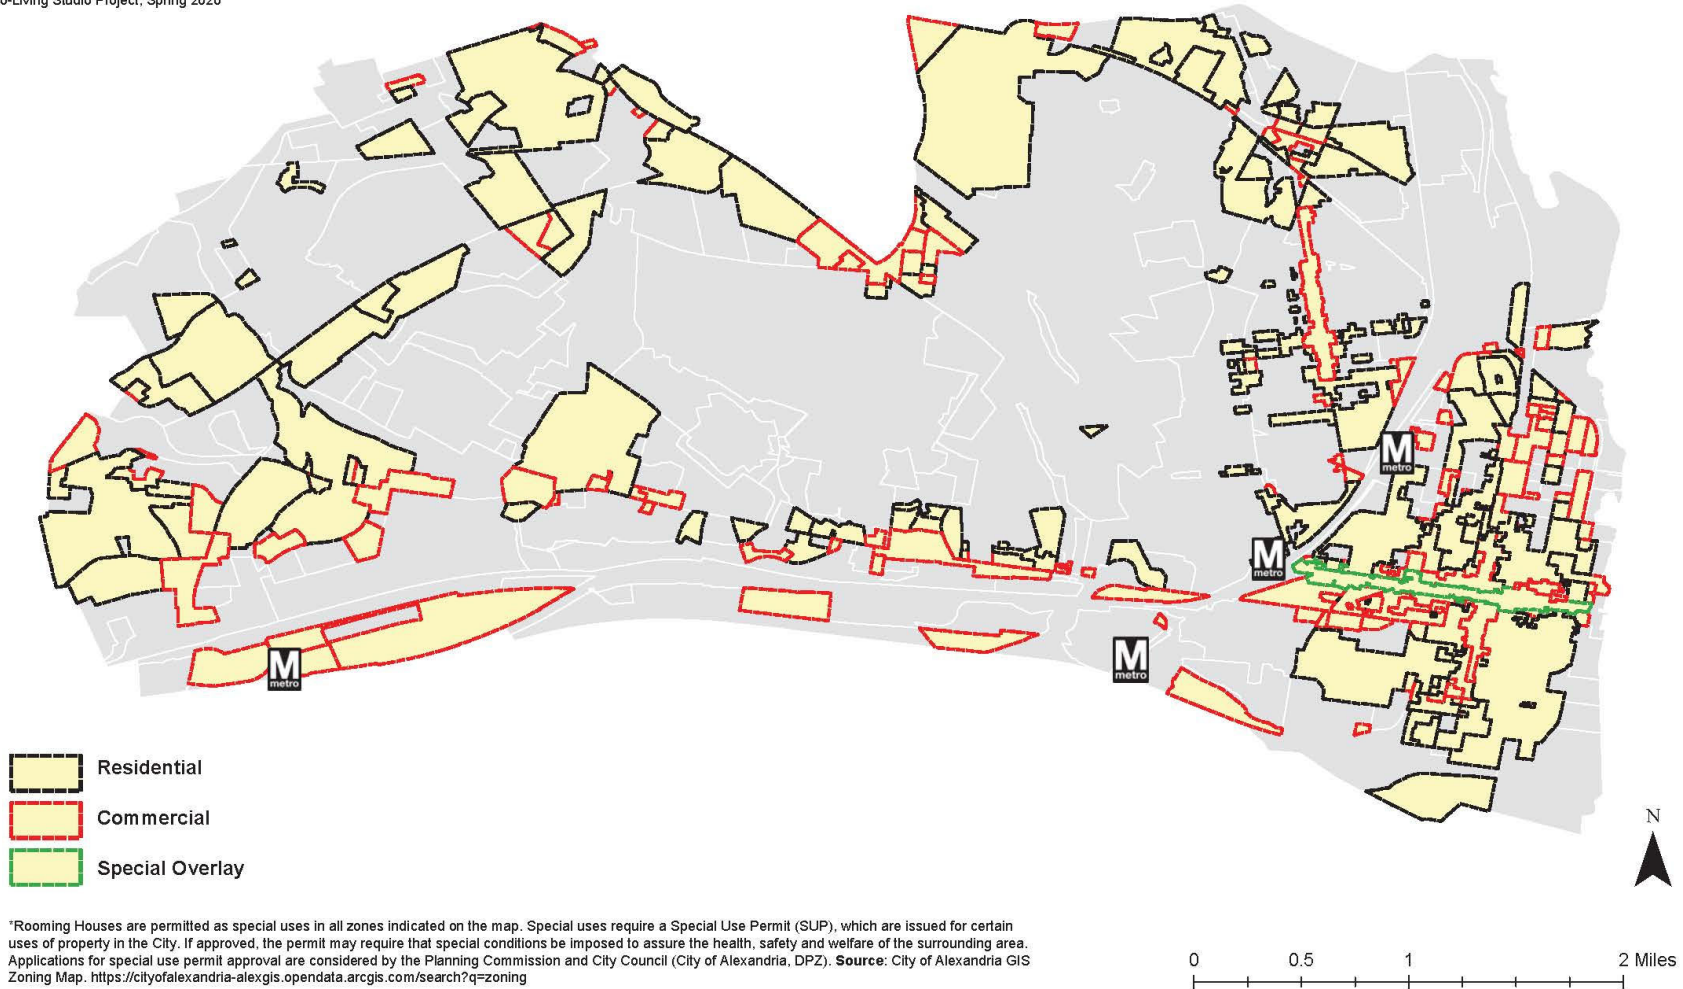 o-Living Studio Project, Spring 2020
M
metro
M
metro
M
metro
M
metro
Residential
Commercial
Special Overlay
N
*Rooming Houses are permitted as special uses in all zones indicated on the map. Special uses require a Special Use Permit (SUP), which are issued for certain
uses of property in the City. If approved, the permit may require that special conditions be imposed to assure the health, safety and welfare of the surrounding area.
Applications for special use permit approval are considered by the Planning Commission and City Council (City of Alexandria, DPZ). Source: City of Alexandria GIS
Zoning Map. https://cityofalexandria-alexgis.opendata.arcgis.com/search?q=zoning
0 0.5 1 2 Miles